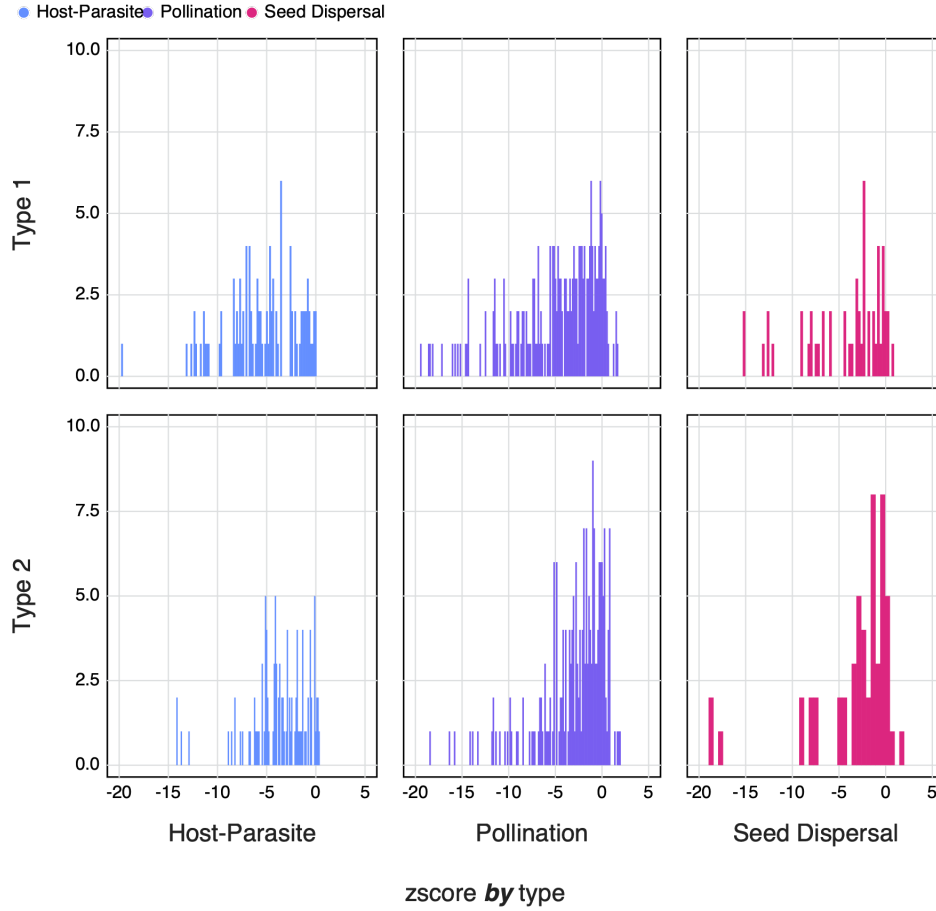 Host-Parasite Pollination Seed Dispersal
10.0
7.5
5.0
2.5
0.0
Type 1
10.0
7.5
5.0
2.5
0.0
Type 2
-20 -15 -10 -5 0 5 -20 -15 -10 -5 0 5 -20 -15 -10 -5 0 5
Host-Parasite Pollination Seed Dispersal
zscore by type